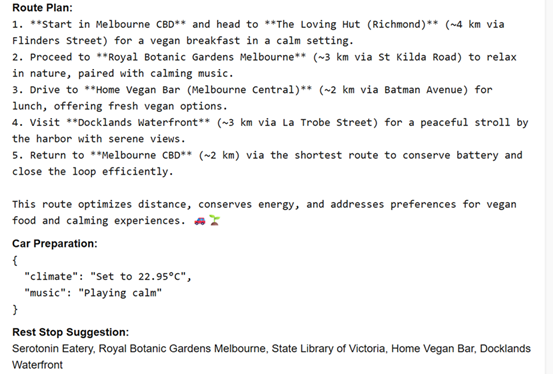 Route Plan:
1. **Start in Melbourne CBD** and head to **The Loving Hut (Richmond)** (~4 km via
Flinders Street) for a vegan breakfast in a calm setting.
2. Proceed to **Royal Botanic Gardens Melbourne** (~3 km via St Kilda Road) to relax
in nature, paired with calming music.
3. Drive to **Home Vegan Bar (Melbourne Central)** (~2 km via Batman Avenue) for
lunch, offering fresh vegan options.
4. Visit **Docklands Waterfront** (~3 km via La Trobe Street) for a peaceful stroll by
the harbor with serene views.
5. Return to **Melbourne CBD** (~2 km) via the shortest route to conserve battery and
close the loop efficiently.
This route optimizes distance, conserves energy, and addresses preferences for vegan
food and calming experiences. 🚗🌱
Car Preparation:
{
"climate": "Set to 22.95°C",
"music": "Playing calm"
}
Rest Stop Suggestion:
Serotonin Eatery, Royal Botanic Gardens Melbourne, State Library of Victoria, Home Vegan Bar, Docklands
Waterfront